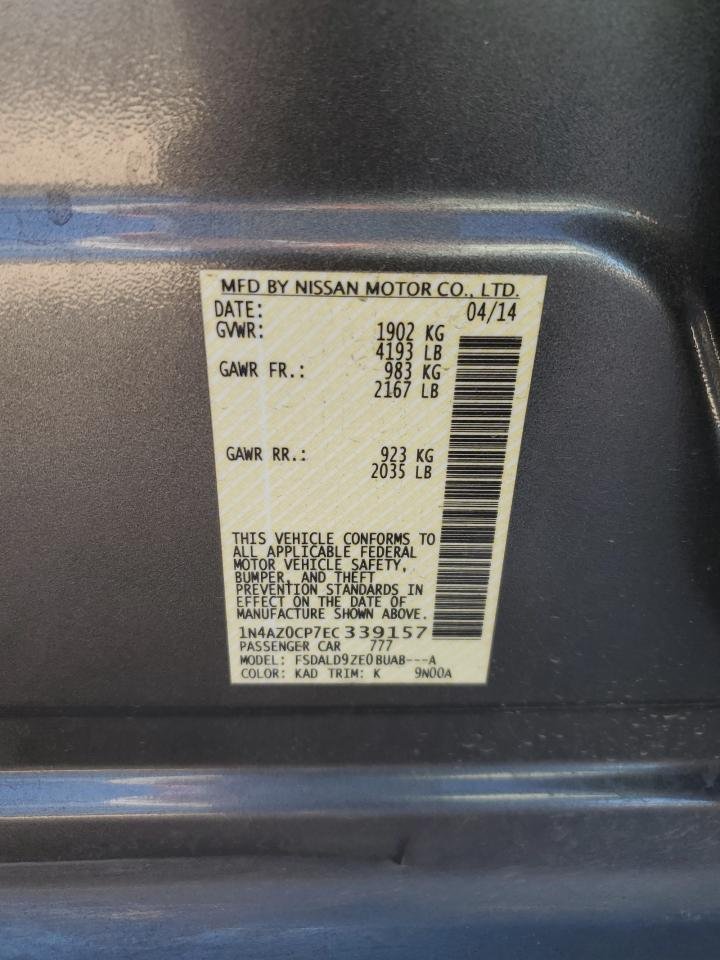 MFD BY NISSAN MOTOR CO., LTD.
DATE: 04/14
GVWR: 1902 KG
4193 LB
GAWR FR.: 983 KG
2167 LB
GAWR RR.: 923 KG
2035 LB
THIS VEHICLE CONFORMS TO
ALL APPLICABLE FEDERAL
MOTOR VEHICLE SAFETY,
BUMPER, AND THEFT
PREVENTION STANDARDS IN
EFFECT ON THE DATE OF
MANUFACTURE SHOWN ABOVE.
1N4AZ0CP7EC339157
PASSENGER CAR 777
MODEL: FSDALD9ZE0BUAB---A
COLOR: KAD TRIM: K 9N00A